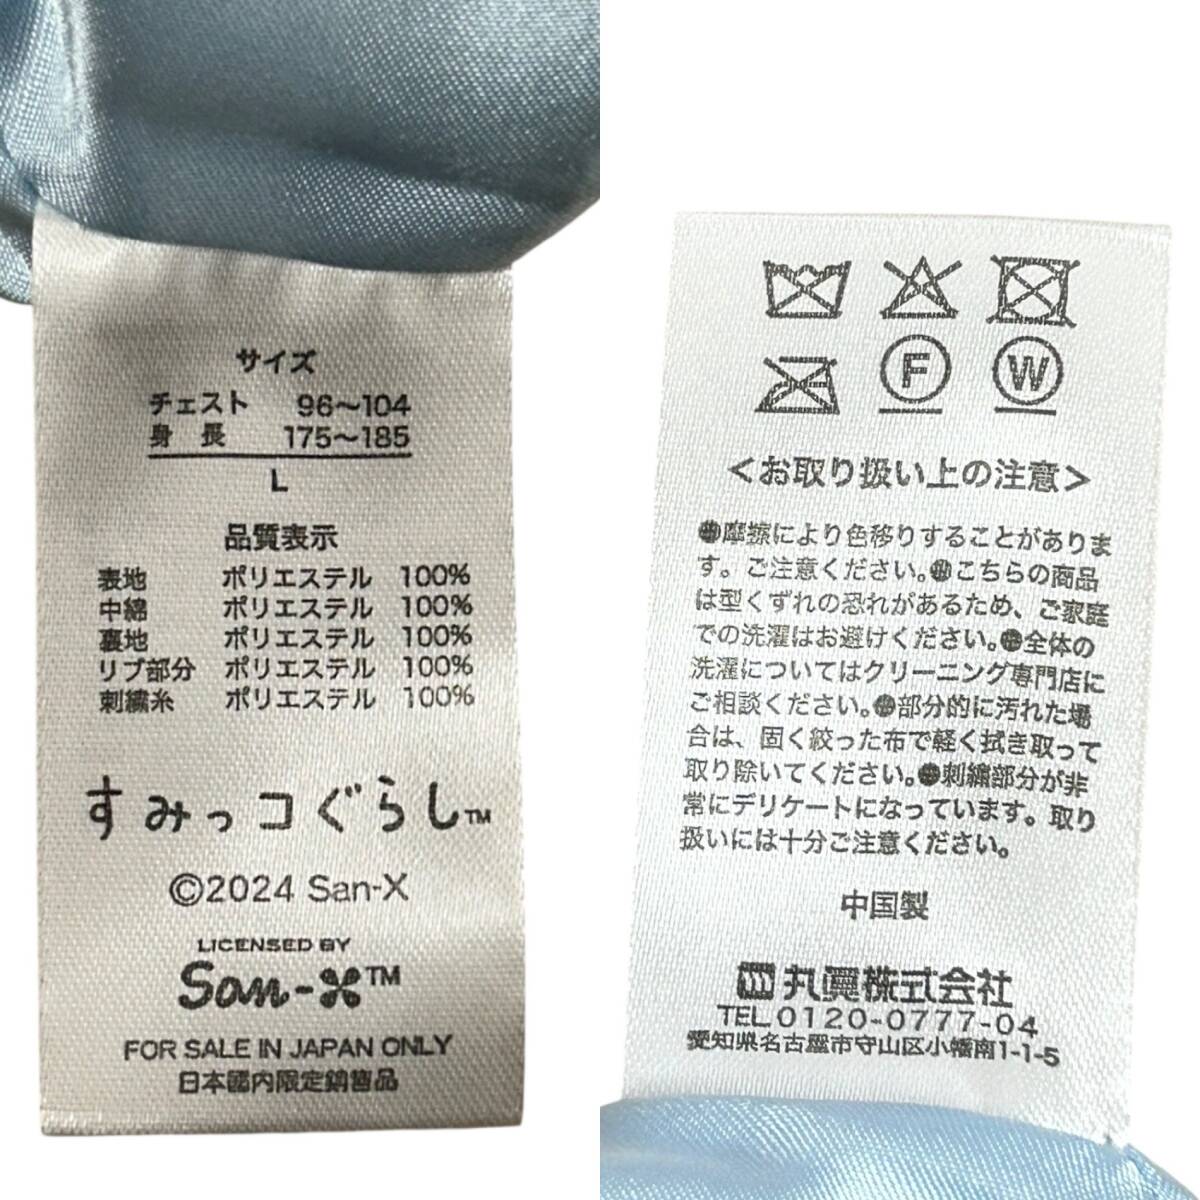 サイズ
チェスト 96〜104
身長 175〜185
L
品質表示
表地 ポリエステル 100%
中綿 ポリエステル 100%
裏地 ポリエステル 100%
リブ部分 ポリエステル 100%
刺繍糸 ポリエステル 100%
すみっコぐらし™
©2024 San-X
LICENSED BY
San-X™
FOR SALE IN JAPAN ONLY
日本國內限定銷售品
F W
<お取り扱い上の注意>
●摩擦により色移りすることがありま
す。ご注意ください。●こちらの商品
は型くずれの恐れがあるため、ご家庭
での洗濯はお避けください。●全体の
洗濯についてはクリーニング専門店に
ご相談ください。●部分的に汚れた場
合は、固く絞った布で軽く拭き取って
取り除いてください。●刺繍部分が非
常にデリケートになっています。取り
扱いには十分ご注意ください。
中国製
丸眞株式会社
TEL 0120-0777-04
愛知県名古屋市守山区小幡南1-1-5